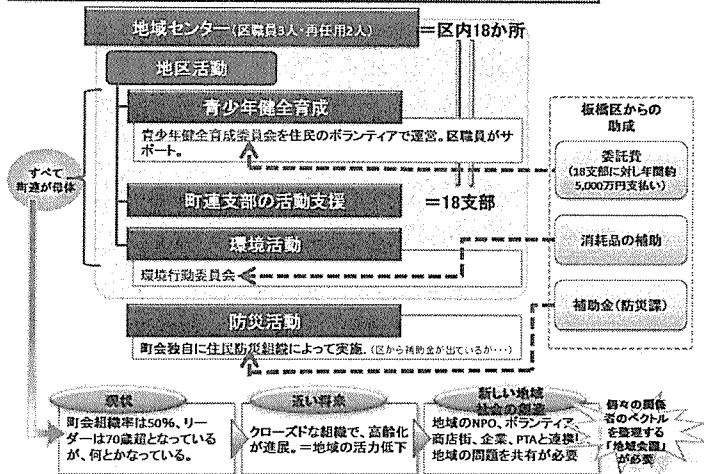 地域センター(区職員3人・再任用2人)
=区内18か所
地区活動
青少年健全育成
青少年健全育成委員会を住民のボランティアで運営。区職員がサ
ポート。
すべて
町連が母体
町連支部の活動支援
=18支部
環境活動
環境行動委員会
防災活動
町会独自に住民防災組織によって実施。(区から補助金が出ているが・・・)
板橋区からの
助成
委託費
(18支部に対し年間約
5,000万円支払い)
消耗品の補助
補助金(防災課)
現代
町会組織率は50%、リー
ダーは70歳超となっている
が、何とかなっている。
近い将来
クローズドな組織で、高齢化
が進展。=地域の活力低下
新しい地域
社会の創造
地域のNPO、ボランティア、
商店街、企業、PTAと連携し
地域の問題を共有が必要
個々の関係
者のベクトル
を整理する
「地域会議」
が必要